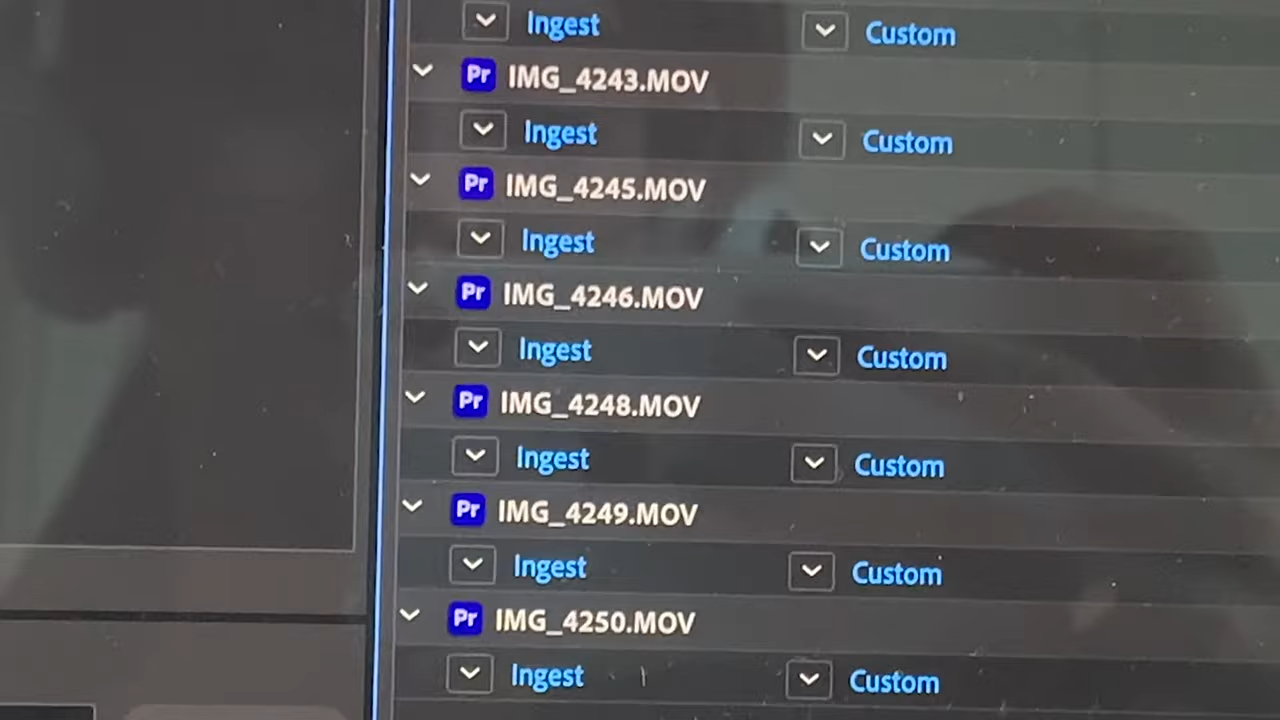 Ingest Custom
Pr IMG_4243.MOV
Ingest Custom
Pr IMG_4245.MOV
Ingest Custom
Pr IMG_4246.MOV
Ingest Custom
Pr IMG_4248.MOV
Ingest Custom
Pr IMG_4249.MOV
Ingest Custom
Pr IMG_4250.MOV
Ingest Custom